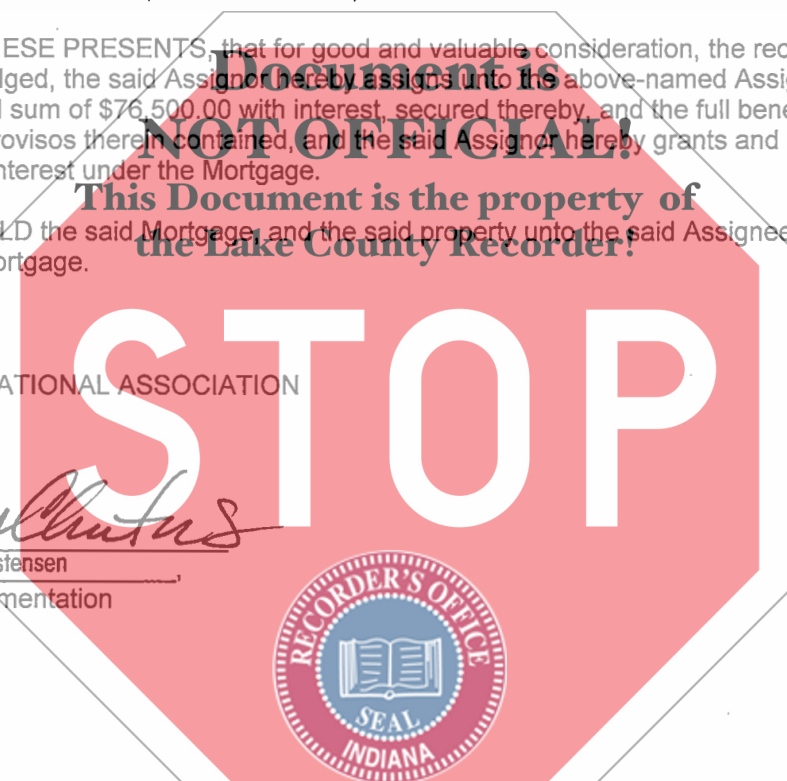 ESE PRESENTS, that for good and valuable consideration, the rec
Document is
lged, the said Assignor hereby assigns unto the above-named Assig
sum of $76,500.00 with interest, secured thereby, and the full bene
NOT OFFICIAL!
rovisos therein contained, and the said Assignor hereby grants and
nterest under the Mortgage.
This Document is the property of
LD the said Mortgage, and the said property unto the said Assignee
the Lake County Recorder!
ortgage.
STOP
ATIONAL ASSOCIATION
stensen
mentation
RECORDER'S OFFICE
SEAL
INDIANA